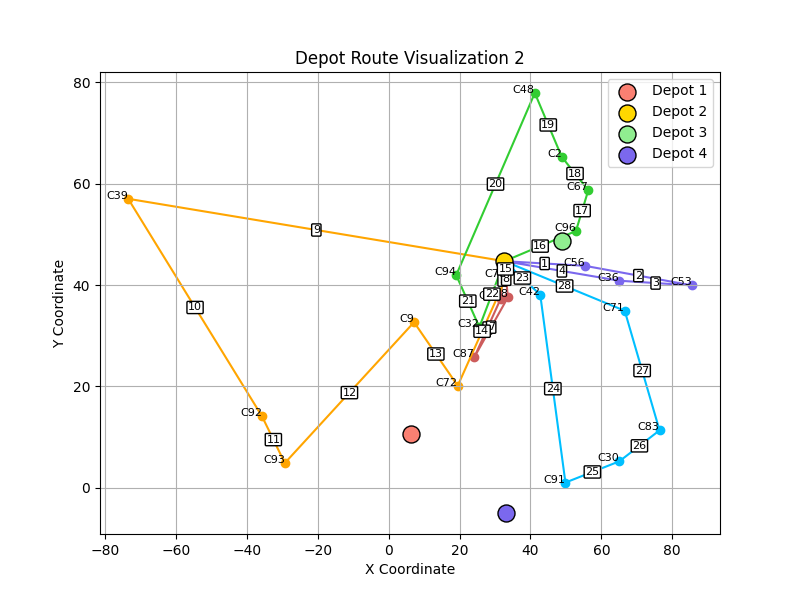 Depot Route Visualization 2
Depot 1
Depot 2
Depot 3
Depot 4
80
60
40
20
0
−80
−60
−40
−20
0
20
40
60
80
Y Coordinate
X Coordinate
C48
19
C2
18
C67
20
17
C39
9
C96
16
15
1
C56
4
2
3
C36
C53
C94
23
28
8
22
C42
21
10
C71
C9
C32
14
13
C87
27
12
C72
24
C92
11
C93
C83
26
C30
25
C91